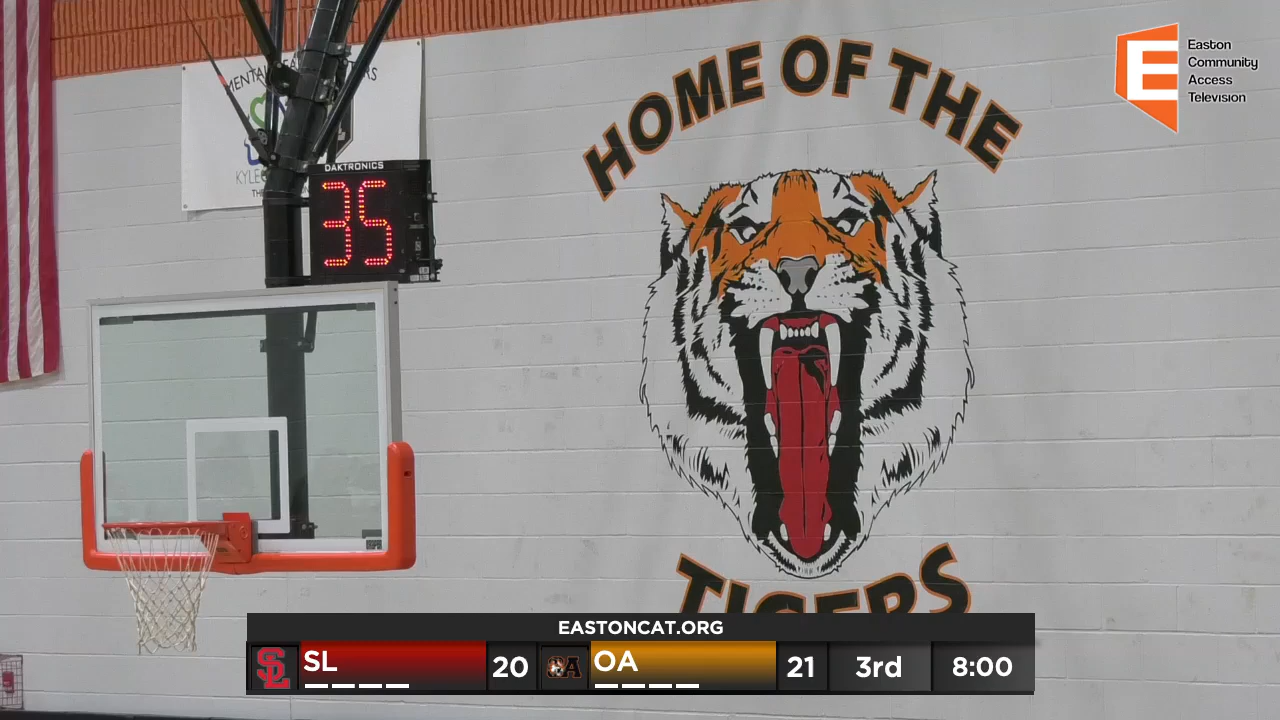 HOME OF THE
TIGERS
Easton
Community
Access
Television
DAKTRONICS
35
EASTONCAT.ORG
SL 20 OA 21 3rd 8:00